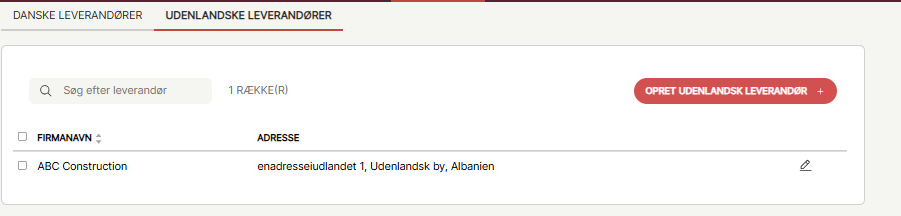 DANSKE LEVERANDØRER UDENLANDSKE LEVERANDØRER
Søg efter leverandør 1 RÆKKE(R) OPRET UDENLANDSK LEVERANDØR +
FIRMANAVN ADRESSE
ABC Construction enadresseiudlandet 1, Udenlandsk by, Albanien